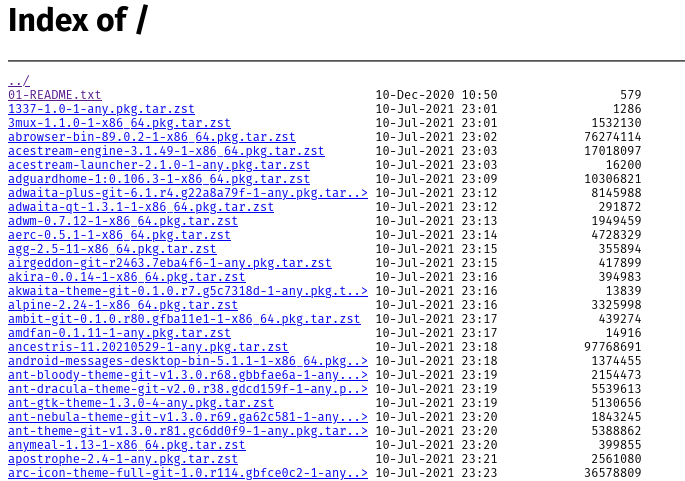 Index of /
../
01-README.txt 10-Dec-2020 10:50 579
1337-1.0-1-any.pkg.tar.zst 10-Jul-2021 23:01 1286
3mux-1.1.0-1-x86_64.pkg.tar.zst 10-Jul-2021 23:01 1532130
abrowser-bin-89.0.2-1-x86_64.pkg.tar.zst 10-Jul-2021 23:02 76274114
acestream-engine-3.1.49-1-x86_64.pkg.tar.zst 10-Jul-2021 23:03 17018097
acestream-launcher-2.1.0-1-any.pkg.tar.zst 10-Jul-2021 23:03 16200
adguardhome-1:0.106.3-1-x86_64.pkg.tar.zst 10-Jul-2021 23:09 10306821
adwaita-plus-git-6.1.r4.g22a8a79f-1-any.pkg.tar..> 10-Jul-2021 23:12 8145988
adwaita-qt-1.3.1-1-x86_64.pkg.tar.zst 10-Jul-2021 23:12 291872
adwm-0.7.12-1-x86_64.pkg.tar.zst 10-Jul-2021 23:13 1949459
aerc-0.5.1-1-x86_64.pkg.tar.zst 10-Jul-2021 23:14 4728329
agg-2.5-11-x86_64.pkg.tar.zst 10-Jul-2021 23:15 355894
airgeddon-git-r2463.7eba4f6-1-any.pkg.tar.zst 10-Jul-2021 23:15 417899
akira-0.0.14-1-x86_64.pkg.tar.zst 10-Jul-2021 23:16 394983
akwaita-theme-git-0.1.0.r7.g5c7318d-1-any.pkg.t..> 10-Jul-2021 23:16 13839
alpine-2.24-1-x86_64.pkg.tar.zst 10-Jul-2021 23:16 3325998
ambit-git-0.1.0.r80.gfba11e1-1-x86_64.pkg.tar.zst 10-Jul-2021 23:17 439274
amdfan-0.1.11-1-any.pkg.tar.zst 10-Jul-2021 23:17 14916
ancestris-11.20210529-1-any.pkg.tar.zst 10-Jul-2021 23:18 97768691
android-messages-desktop-bin-5.1.1-1-x86_64.pkg..> 10-Jul-2021 23:18 1374455
ant-bloody-theme-git-v1.3.0.r68.gbbfae6a-1-any...> 10-Jul-2021 23:19 2154473
ant-dracula-theme-git-v2.0.r38.gdcd159f-1-any.p..> 10-Jul-2021 23:19 5539613
ant-gtk-theme-1.3.0-4-any.pkg.tar.zst 10-Jul-2021 23:19 5130656
ant-nebula-theme-git-v1.3.0.r69.ga62c581-1-any...> 10-Jul-2021 23:20 1843245
ant-theme-git-v1.3.0.r81.gc6dd0f9-1-any.pkg.tar..> 10-Jul-2021 23:20 5388862
anymeal-1.13-1-x86_64.pkg.tar.zst 10-Jul-2021 23:20 399855
apostrophe-2.4-1-any.pkg.tar.zst 10-Jul-2021 23:21 2561080
arc-icon-theme-full-git-1.0.r114.gbfce0c2-1-any..> 10-Jul-2021 23:23 36578809